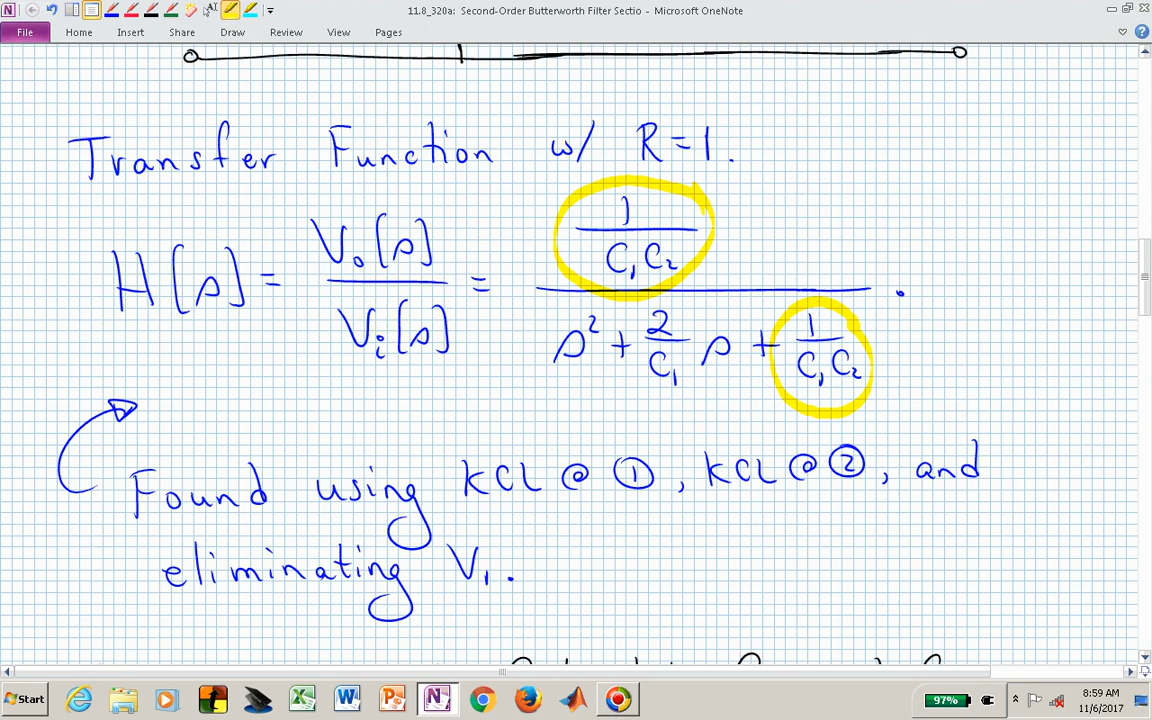 11.8_320a: Second-Order Butterworth Filter Sectio - Microsoft OneNote
File Home Insert Share Draw Review View Pages
Transfer Function w/ R=1.
H[s] = V₀[s] / Vᵢ[s] = (1 / C₁C₂) / (s² + 2/C₁ s + 1/C₁C₂) .
Found using KCL @ ①, KCL @ ②, and
eliminating V₁.
Start
97%
8:59 AM
11/6/2017